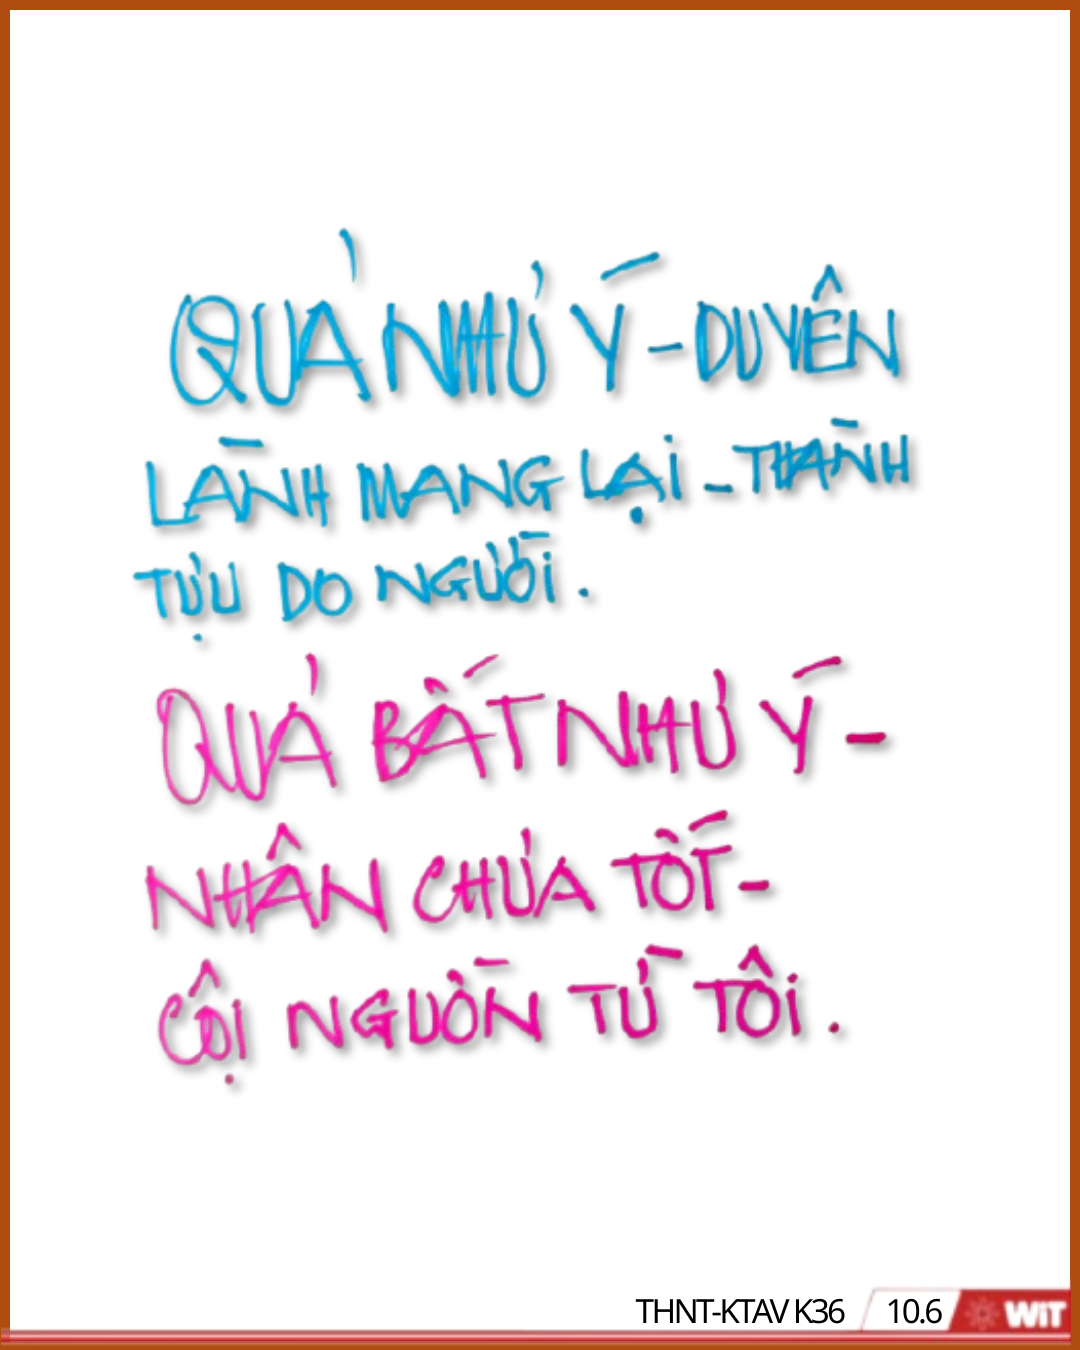 QUẢ NHƯ Ý - DUYÊN
LÀNH MANG LẠI - THÀNH
TỰU DO NGƯỜI.
QUẢ BẤT NHƯ Ý -
NHÂN CHƯA TỐT -
CỘI NGUỒN TỪ TÔI.
THNT-KTAV K36 10.6 WiT